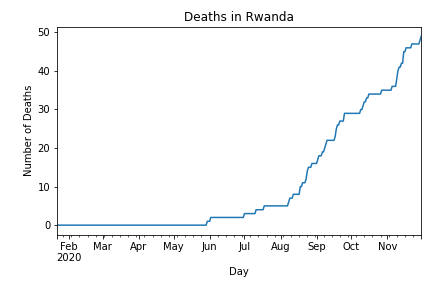 Deaths in Rwanda
50
40
30
20
10
0
Number of Deaths
Feb Mar Apr May Jun Jul Aug Sep Oct Nov
2020
Day